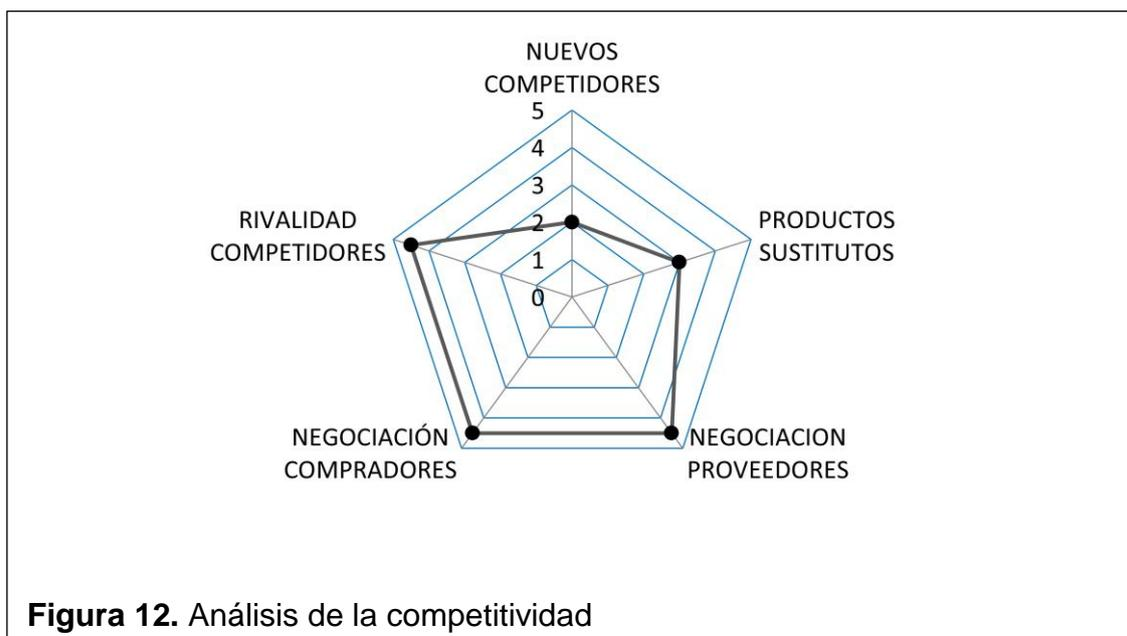 NUEVOS
COMPETIDORES
5
4
3
2
1
0
RIVALIDAD
COMPETIDORES
PRODUCTOS
SUSTITUTOS
NEGOCIACIÓN
COMPRADORES
NEGOCIACION
PROVEEDORES
Figura 12. Análisis de la competitividad